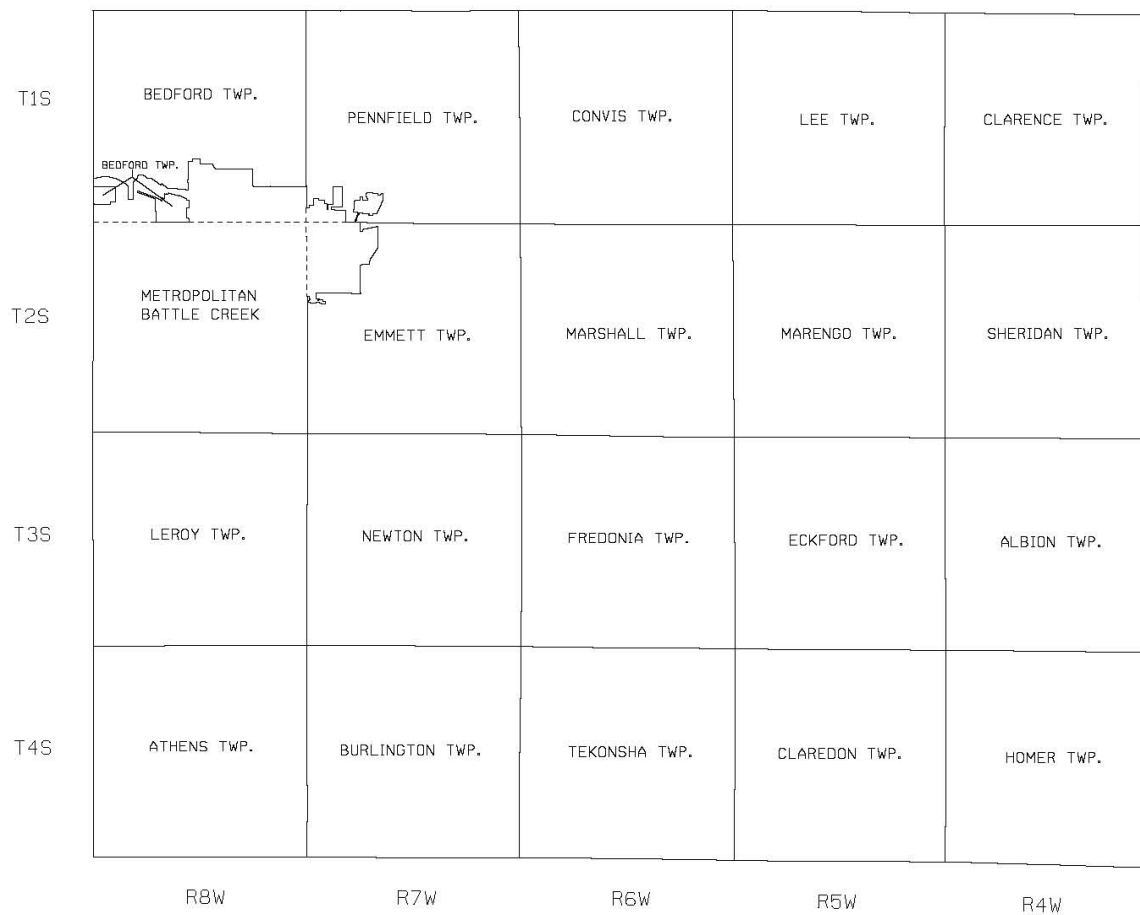 T1S
BEDFORD TWP.
PENNFIELD TWP.
CONVIS TWP.
LEE TWP.
CLARENCE TWP.
BEDFORD TWP.
T2S
METROPOLITAN
BATTLE CREEK
EMMETT TWP.
MARSHALL TWP.
MARENGO TWP.
SHERIDAN TWP.
T3S
LEROY TWP.
NEWTON TWP.
FREDONIA TWP.
ECKFORD TWP.
ALBION TWP.
T4S
ATHENS TWP.
BURLINGTON TWP.
TEKONSHA TWP.
CLAREDON TWP.
HOMER TWP.
R8W
R7W
R6W
R5W
R4W